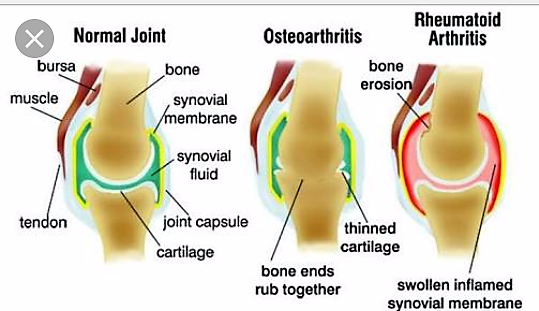 Normal Joint
bursa
bone
muscle
synovial
membrane
synovial
fluid
tendon
joint capsule
cartilage
Osteoarthritis
thinned
cartilage
bone ends
rub together
Rheumatoid
Arthritis
bone
erosion
swollen inflamed
synovial membrane